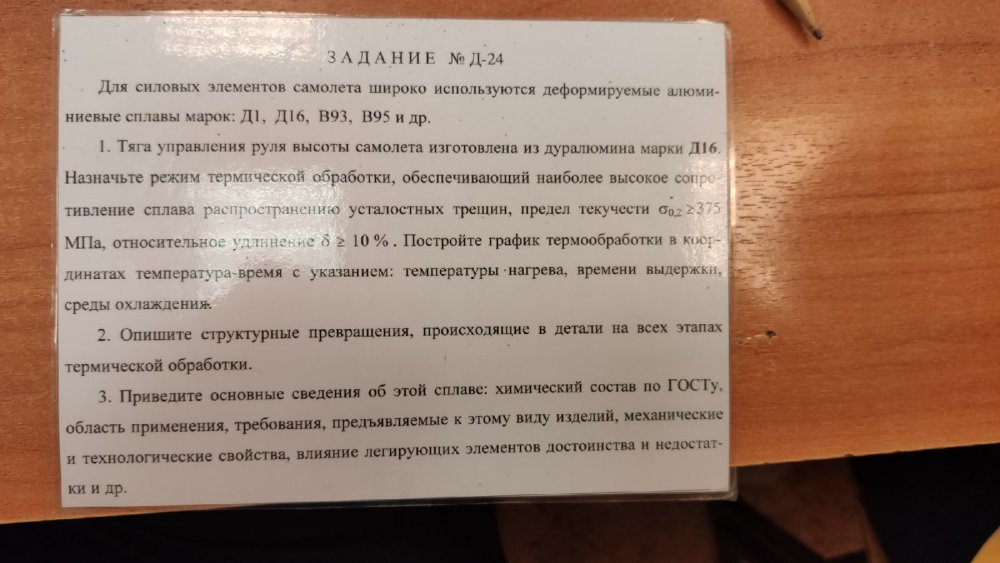 ЗАДАНИЕ № Д-24
Для силовых элементов самолета широко используются деформируемые алюми-
ниевые сплавы марок: Д1, Д16, В93, В95 и др.
1. Тяга управления руля высоты самолета изготовлена из дуралюмина марки Д16.
Назначьте режим термической обработки, обеспечивающий наиболее высокое сопро-
тивление сплава распространению усталостных трещин, предел текучести σ0,2 ≥375
МПа, относительное удлинение δ ≥ 10 % . Постройте график термообработки в коор-
динатах температура-время с указанием: температуры нагрева, времени выдержки,
среды охлаждения.
2. Опишите структурные превращения, происходящие в детали на всех этапах
термической обработки.
3. Приведите основные сведения об этой сплаве: химический состав по ГОСТу,
область применения, требования, предъявляемые к этому виду изделий, механические
и технологические свойства, влияние легирующих элементов достоинства и недостат-
ки и др.